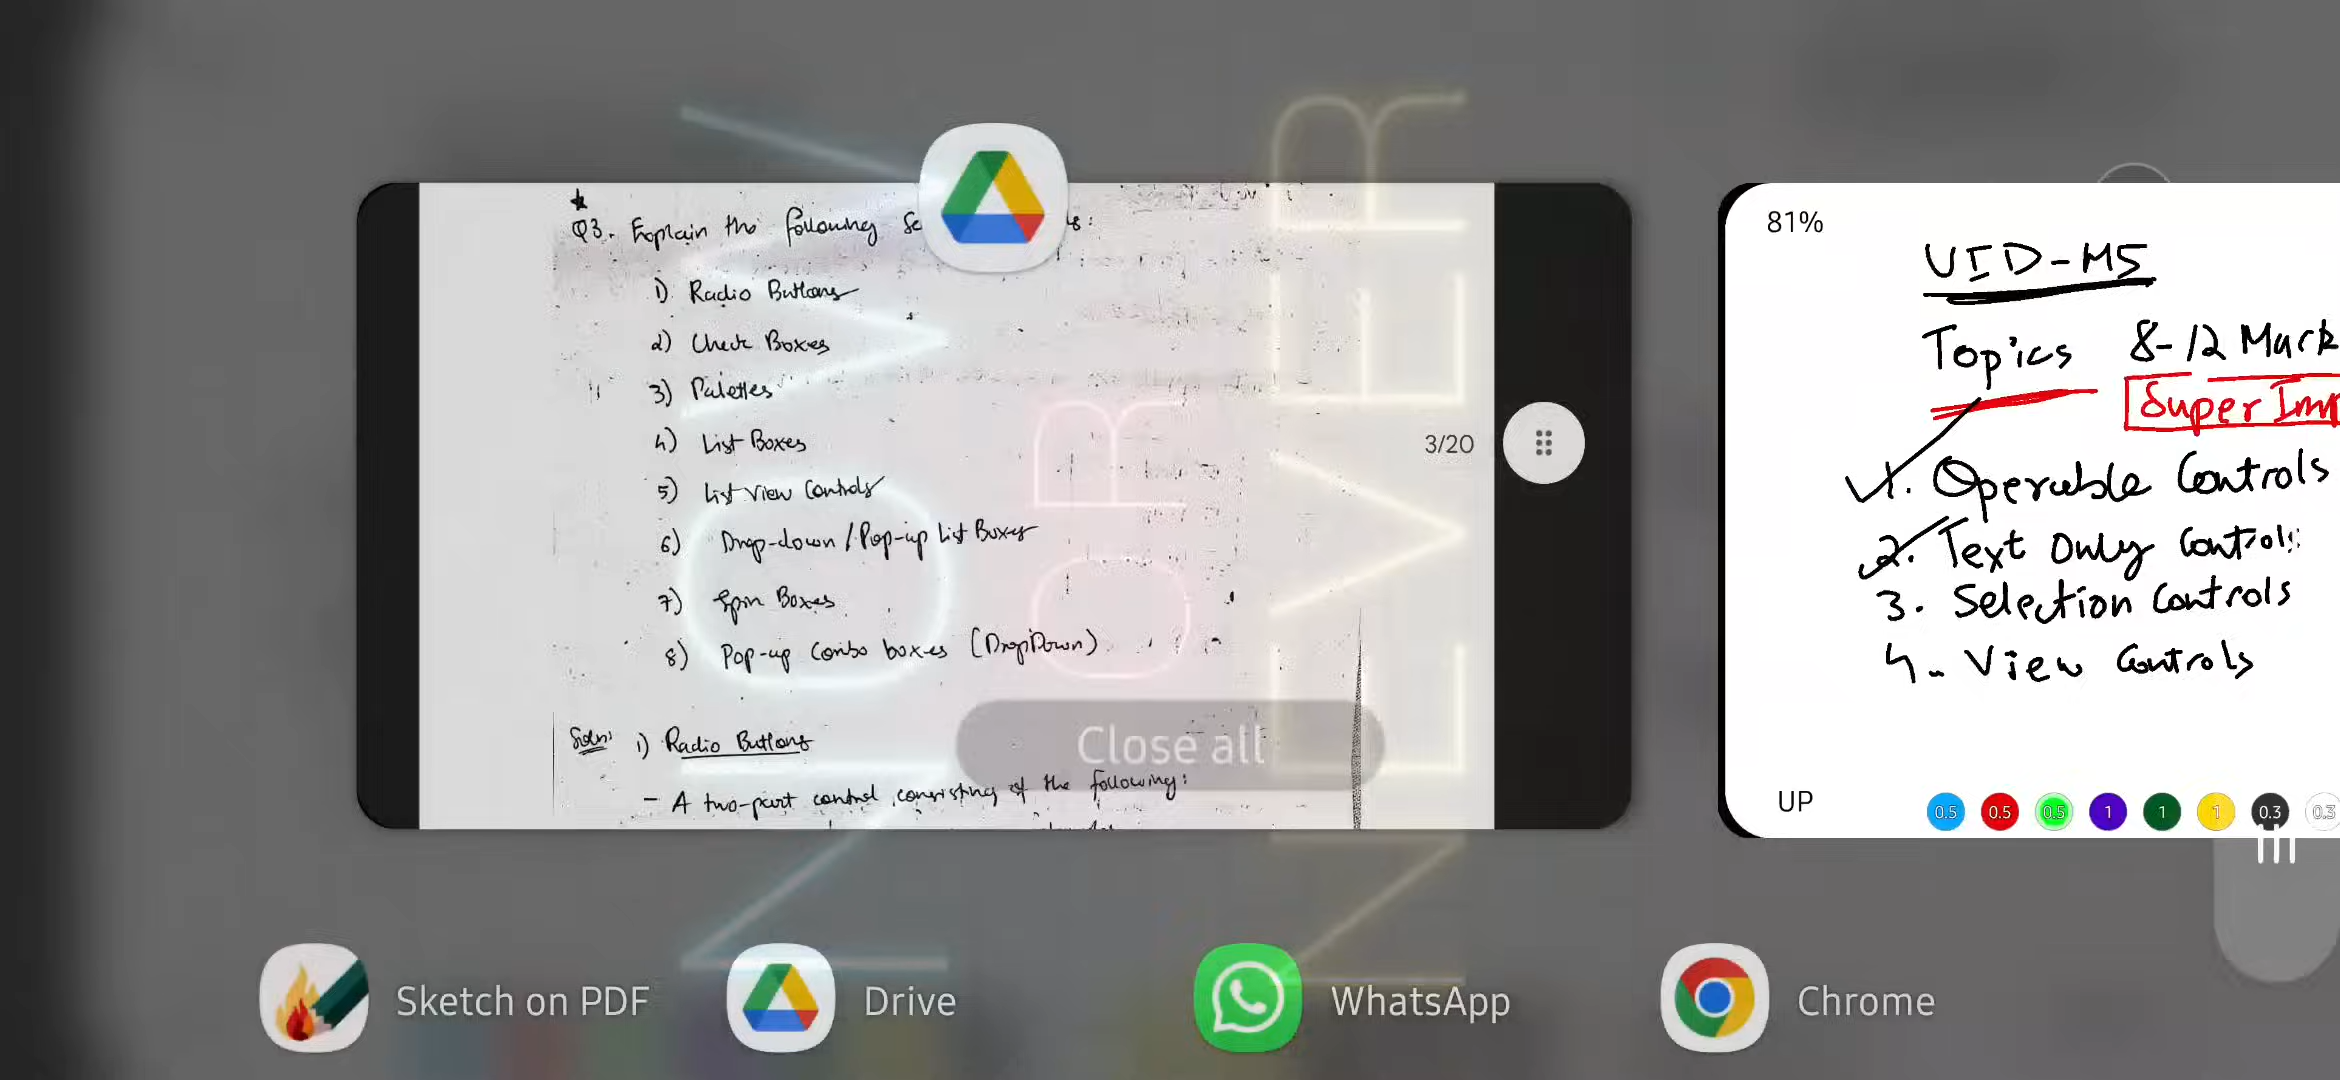 Q3. Explain the following
1) Radio Buttons
2) Check Boxes
3) Palettes
4) List Boxes
5) List View Controls
6) Drop-down / Pop-up List Boxes
7) Spin Boxes
8) Pop-up Combo boxes (DropDown)
Soln: 1) Radio Buttons
- A two-part control, consisting of the following:
3/20
Close all
81%
UID-M5
Topics 8-12 Mark
Super Imp
1. Operable Controls
2. Text Only Controls
3. Selection Controls
4. View Controls
UP
0.5 0.5 0.5 1 1 1 0.3 0.3
Sketch on PDF
Drive
WhatsApp
Chrome
NOW
OR
NEVER